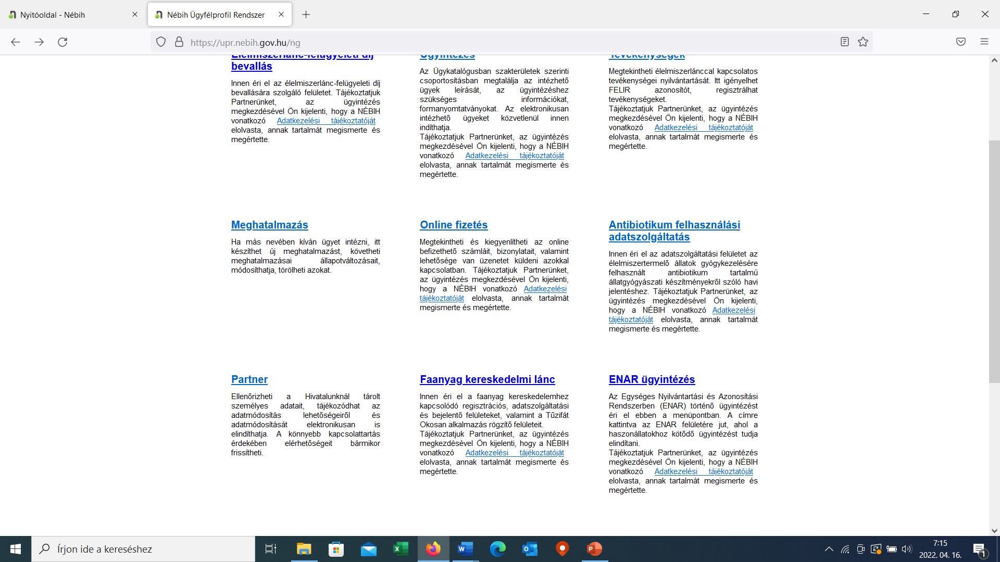 Nyitóoldal - Nébih
Nébih Ügyfélprofil Rendszer
https://upr.nebih.gov.hu/ng
Élelmiszerlánc-felügyeleti díj
bevallás
Innen éri el az élelmiszerlánc-felügyeleti díj
bevallására szolgáló felületet. Tájékoztatjuk
Partnerünket, az ügyintézés
megkezdésével Ön kijelenti, hogy a NÉBIH
vonatkozó Adatkezelési tájékoztatóját
elolvasta, annak tartalmát megismerte és
megértette.
Ügyintézés
Az Ügykatalógusban szakterületek szerinti
csoportosításban megtalálja az intézhető
ügyek leírását, az ügyintézéshez
szükséges információkat,
formanyomtatványokat. Az elektronikusan
intézhető ügyeket közvetlenül innen
indíthatja.
Tájékoztatjuk Partnerünket, az ügyintézés
megkezdésével Ön kijelenti, hogy a NÉBIH
vonatkozó Adatkezelési tájékoztatóját
elolvasta, annak tartalmát megismerte és
megértette.
Tevékenységek
Megtekintheti élelmiszerlánccal kapcsolatos
tevékenységei nyilvántartását. Itt igényelhet
FELIR azonosítót, regisztrálhat
tevékenységeket.
Tájékoztatjuk Partnerünket, az ügyintézés
megkezdésével Ön kijelenti, hogy a NÉBIH
vonatkozó Adatkezelési tájékoztatóját
elolvasta, annak tartalmát megismerte és
megértette.
Meghatalmazás
Ha más nevében kíván ügyet intézni, itt
készíthet új meghatalmazást, követheti
meghatalmazásai állapotváltozásait,
módosíthatja, törölheti azokat.
Online fizetés
Megtekintheti és kiegyenlítheti az online
befizethető számláit, bizonylatait, valamint
lehetősége van üzenetet küldeni azokkal
kapcsolatban. Tájékoztatjuk Partnerünket,
az ügyintézés megkezdésével Ön kijelenti,
hogy a NÉBIH vonatkozó Adatkezelési
tájékoztatóját elolvasta, annak tartalmát
megismerte és megértette.
Antibiotikum felhasználási
adatszolgáltatás
Innen éri el az adatszolgáltatási felületet az
élelmiszertermelő állatok gyógykezelésére
felhasznált antibiotikum tartalmú
állatgyógyászati készítményekről szóló havi
jelentéshez. Tájékoztatjuk Partnerünket, az
ügyintézés megkezdésével Ön kijelenti,
hogy a NÉBIH vonatkozó Adatkezelési
tájékoztatóját elolvasta, annak tartalmát
megismerte és megértette.
Partner
Ellenőrizheti a Hivatalunknál tárolt
személyes adatait, tájékozódhat az
adatmódosítás lehetőségeiről és
adatmódosítását elektronikusan is
elindíthatja. A könnyebb kapcsolattartás
érdekében elérhetőségeit bármikor
frissítheti.
Faanyag kereskedelmi lánc
Innen éri el a faanyag kereskedelemhez
kapcsolódó regisztrációs, adatszolgáltatási
és bejelentő felületeket, valamint a Tűzifát
Okosan alkalmazás rögzítő felületeit.
Tájékoztatjuk Partnerünket, az ügyintézés
megkezdésével Ön kijelenti, hogy a NÉBIH
vonatkozó Adatkezelési tájékoztatóját
elolvasta, annak tartalmát megismerte és
megértette.
ENAR ügyintézés
Az Egységes Nyilvántartási és Azonosítási
Rendszerben (ENAR) történő ügyintézést
éri el ebben a menüpontban. A címre
kattintva az ENAR felületére jut, ahol a
haszonállatokhoz kötődő ügyintézést tudja
elindítani.
Tájékoztatjuk Partnerünket, az ügyintézés
megkezdésével Ön kijelenti, hogy a NÉBIH
vonatkozó Adatkezelési tájékoztatóját
elolvasta, annak tartalmát megismerte és
megértette.
Írjon ide a kereséshez
7:15
2022. 04. 16.
1